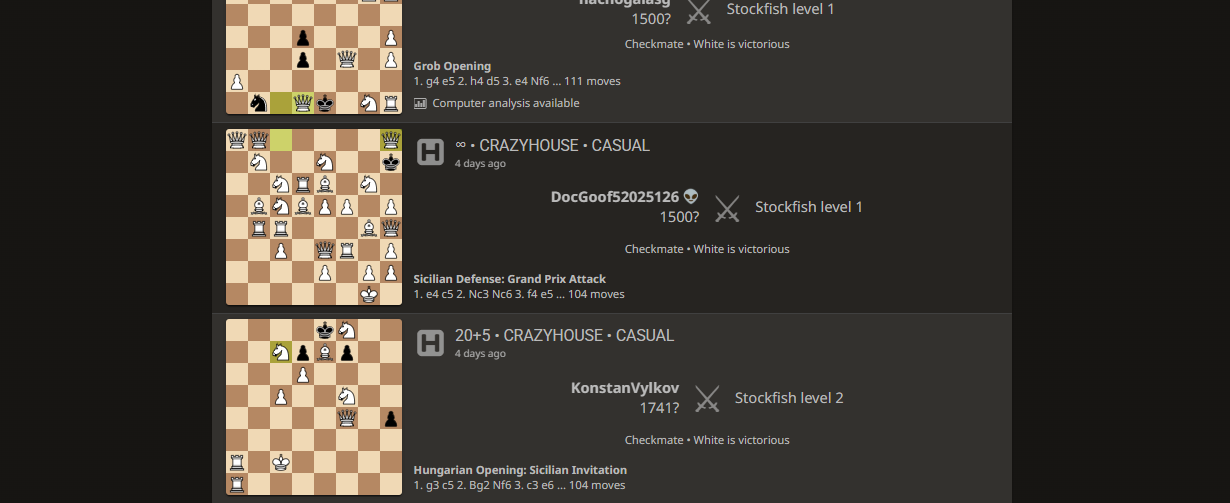 1500?
Stockfish level 1
Checkmate • White is victorious
Grob Opening
1. g4 e5 2. h4 d5 3. e4 Nf6 ... 111 moves
Computer analysis available
∞ • CRAZYHOUSE • CASUAL
4 days ago
DocGoof52025126
1500?
Stockfish level 1
Checkmate • White is victorious
Sicilian Defense: Grand Prix Attack
1. e4 c5 2. Nc3 Nc6 3. f4 e5 ... 104 moves
20+5 • CRAZYHOUSE • CASUAL
4 days ago
KonstanVylkov
1741?
Stockfish level 2
Checkmate • White is victorious
Hungarian Opening: Sicilian Invitation
1. g3 c5 2. Bg2 Nf6 3. c3 e6 ... 104 moves